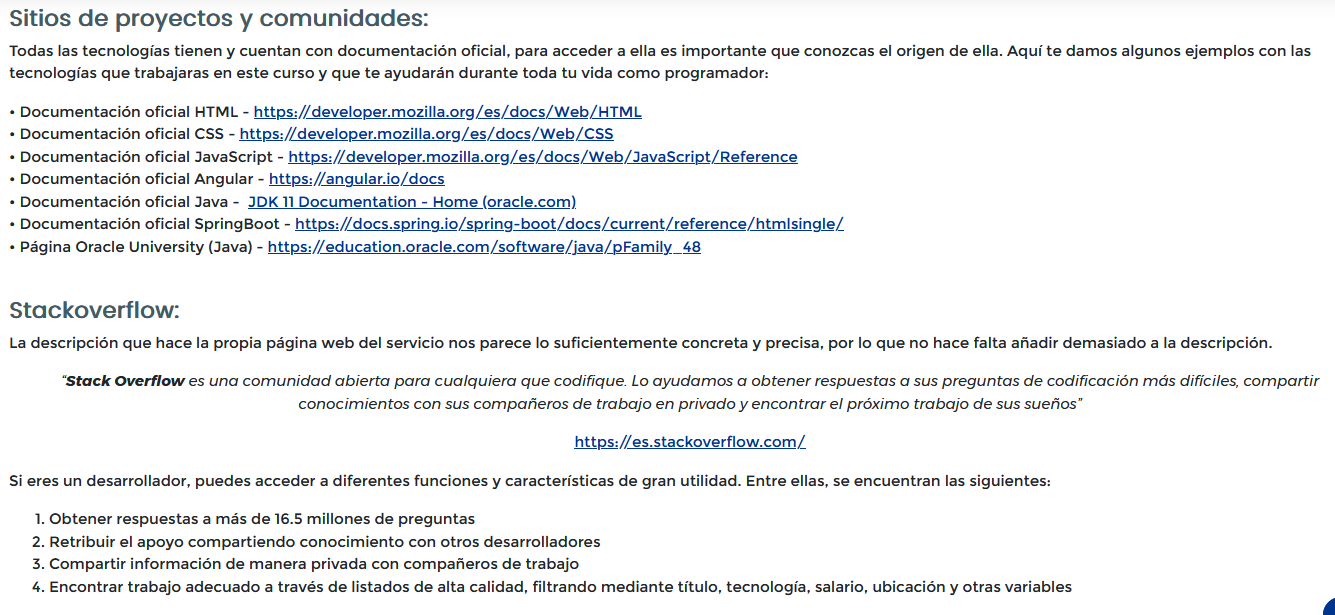 Sitios de proyectos y comunidades:
Todas las tecnologías tienen y cuentan con documentación oficial, para acceder a ella es importante que conozcas el origen de ella. Aquí te damos algunos ejemplos con las
tecnologías que trabajaras en este curso y que te ayudarán durante toda tu vida como programador:
• Documentación oficial HTML - https://developer.mozilla.org/es/docs/Web/HTML
• Documentación oficial CSS - https://developer.mozilla.org/es/docs/Web/CSS
• Documentación oficial JavaScript - https://developer.mozilla.org/es/docs/Web/JavaScript/Reference
• Documentación oficial Angular - https://angular.io/docs
• Documentación oficial Java - JDK 11 Documentation - Home (oracle.com)
• Documentación oficial SpringBoot - https://docs.spring.io/spring-boot/docs/current/reference/htmlsingle/
• Página Oracle University (Java) - https://education.oracle.com/software/java/pFamily_48
Stackoverflow:
La descripción que hace la propia página web del servicio nos parece lo suficientemente concreta y precisa, por lo que no hace falta añadir demasiado a la descripción.
“Stack Overflow es una comunidad abierta para cualquiera que codifique. Lo ayudamos a obtener respuestas a sus preguntas de codificación más difíciles, compartir
conocimientos con sus compañeros de trabajo en privado y encontrar el próximo trabajo de sus sueños”
https://es.stackoverflow.com/
Si eres un desarrollador, puedes acceder a diferentes funciones y características de gran utilidad. Entre ellas, se encuentran las siguientes:
1. Obtener respuestas a más de 16.5 millones de preguntas
2. Retribuir el apoyo compartiendo conocimiento con otros desarrolladores
3. Compartir información de manera privada con compañeros de trabajo
4. Encontrar trabajo adecuado a través de listados de alta calidad, filtrando mediante título, tecnología, salario, ubicación y otras variables